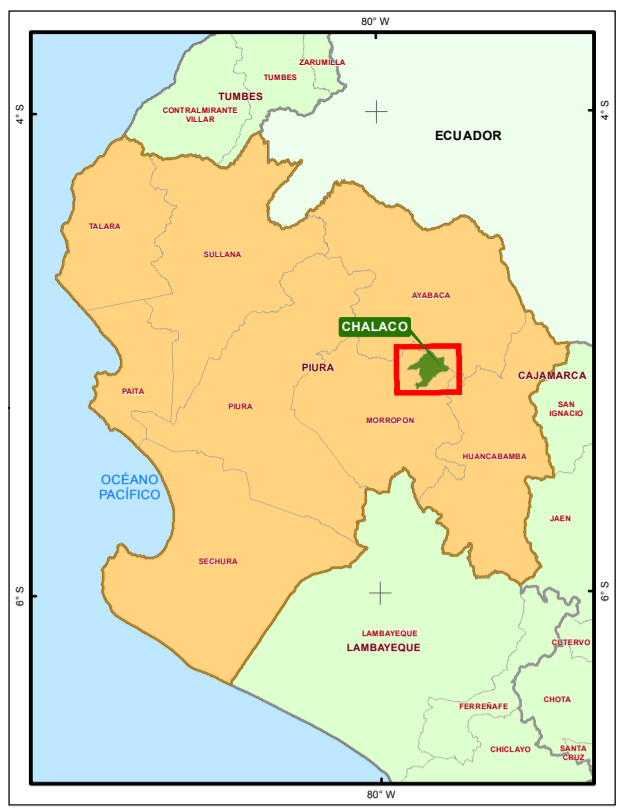 80° W
ZARUMILLA
TUMBES
TUMBES
CONTRALMIRANTE
VILLAR
4° S
4° S
ECUADOR
TALARA
SULLANA
AYABACA
CHALACO
PIURA
CAJAMARCA
PAITA
PIURA
SAN
IGNACIO
MORROPON
HUANCABAMBA
OCÉANO
PACÍFICO
JAEN
SECHURA
6° S
6° S
LAMBAYEQUE
LAMBAYEQUE
CUTERVO
CHOTA
FERREÑAFE
CHICLAYO
SANTA
CRUZ
80° W